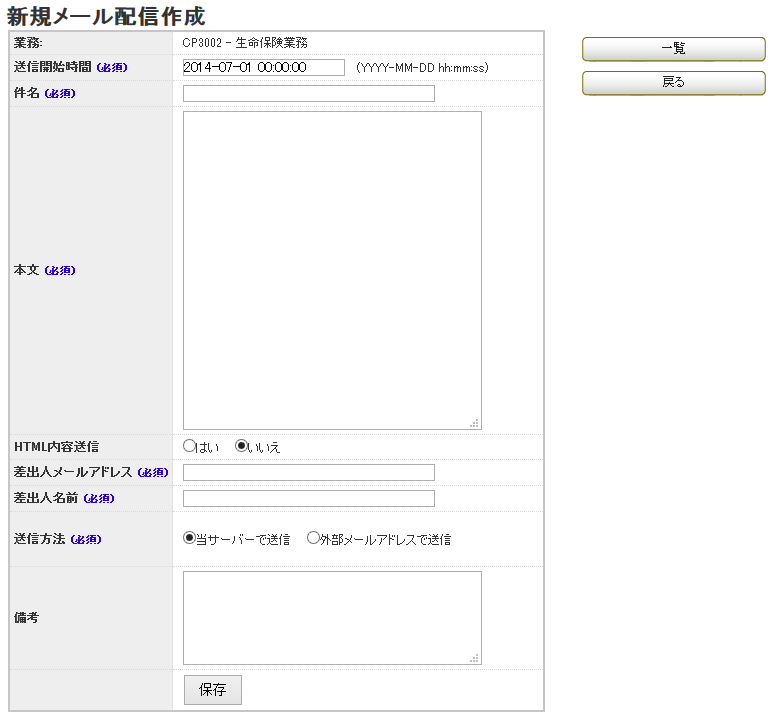 新規メール配信作成
業務: CP3002 - 生命保険業務
送信開始時間 (必須) 2014-07-01 00:00:00 (YYYY-MM-DD hh:mm:ss)
件名 (必須)
本文 (必須)
HTML内容送信 はい いいえ
差出人メールアドレス (必須)
差出人名前 (必須)
送信方法 (必須) 当サーバーで送信 外部メールアドレスで送信
備考
保存
一覧
戻る